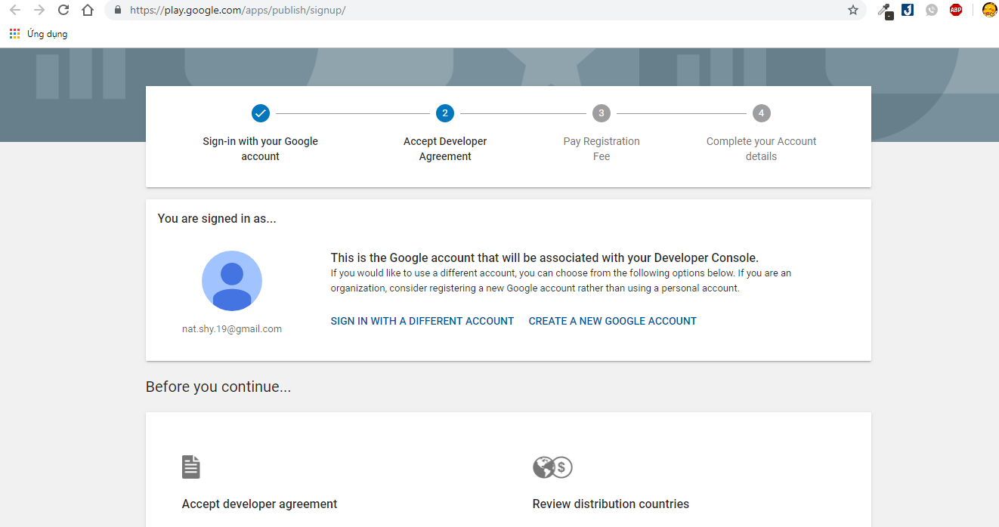 https://play.google.com/apps/publish/signup/
ABP
Ứng dụng
2
3
4
Sign-in with your Google
account
Accept Developer
Agreement
Pay Registration
Fee
Complete your Account
details
You are signed in as...
This is the Google account that will be associated with your Developer Console.
If you would like to use a different account, you can choose from the following options below. If you are an
organization, consider registering a new Google account rather than using a personal account.
SIGN IN WITH A DIFFERENT ACCOUNT CREATE A NEW GOOGLE ACCOUNT
nat.shy.19@gmail.com
Before you continue...
$
Accept developer agreement
Review distribution countries